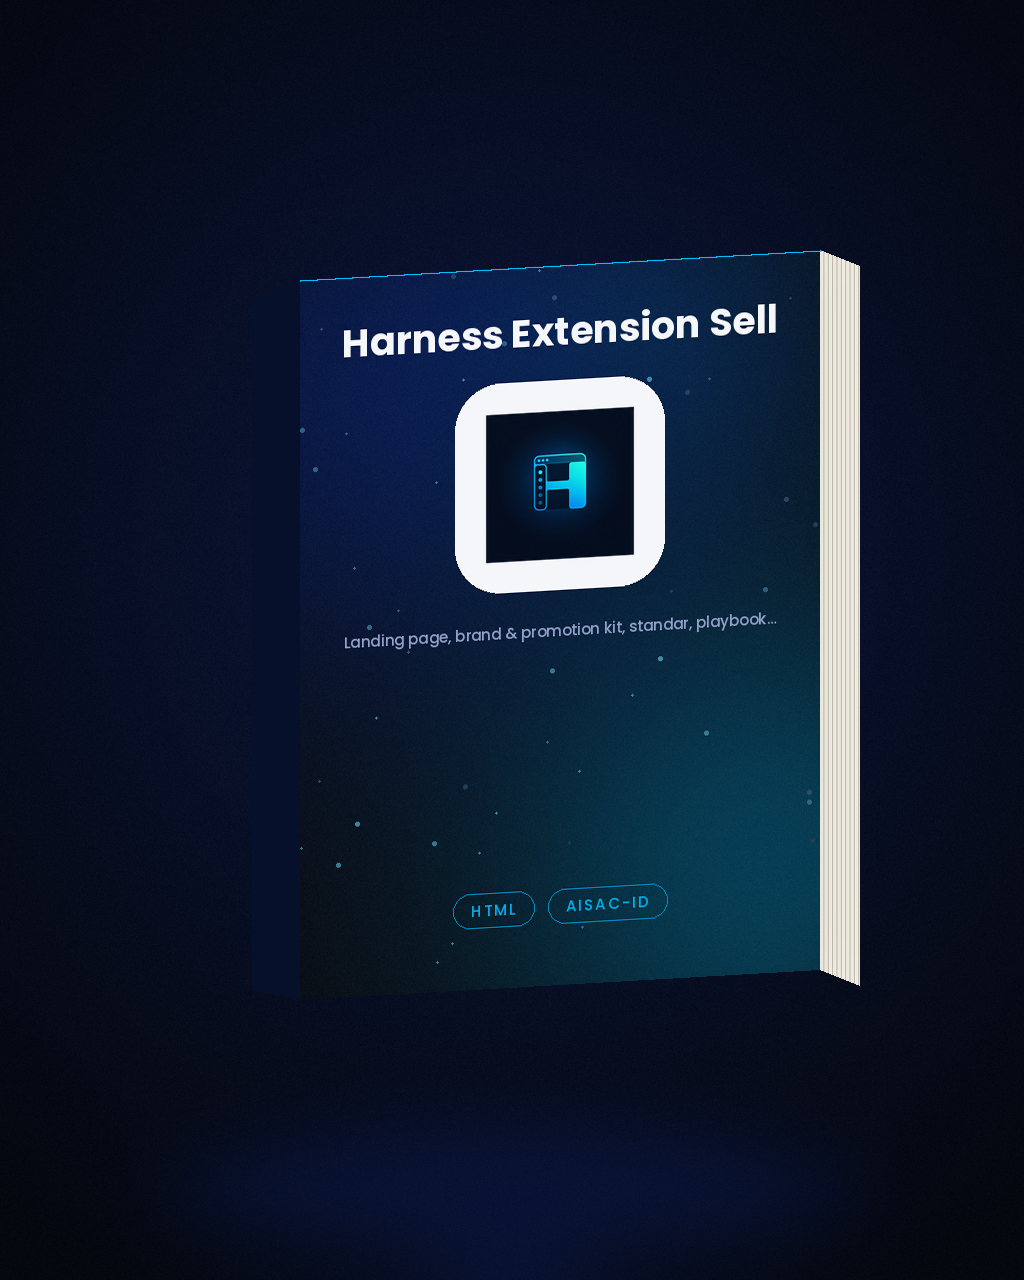 Harness Extension Sell
H
Landing page, brand & promotion kit, standar, playbook...
HTML
AISAC-ID